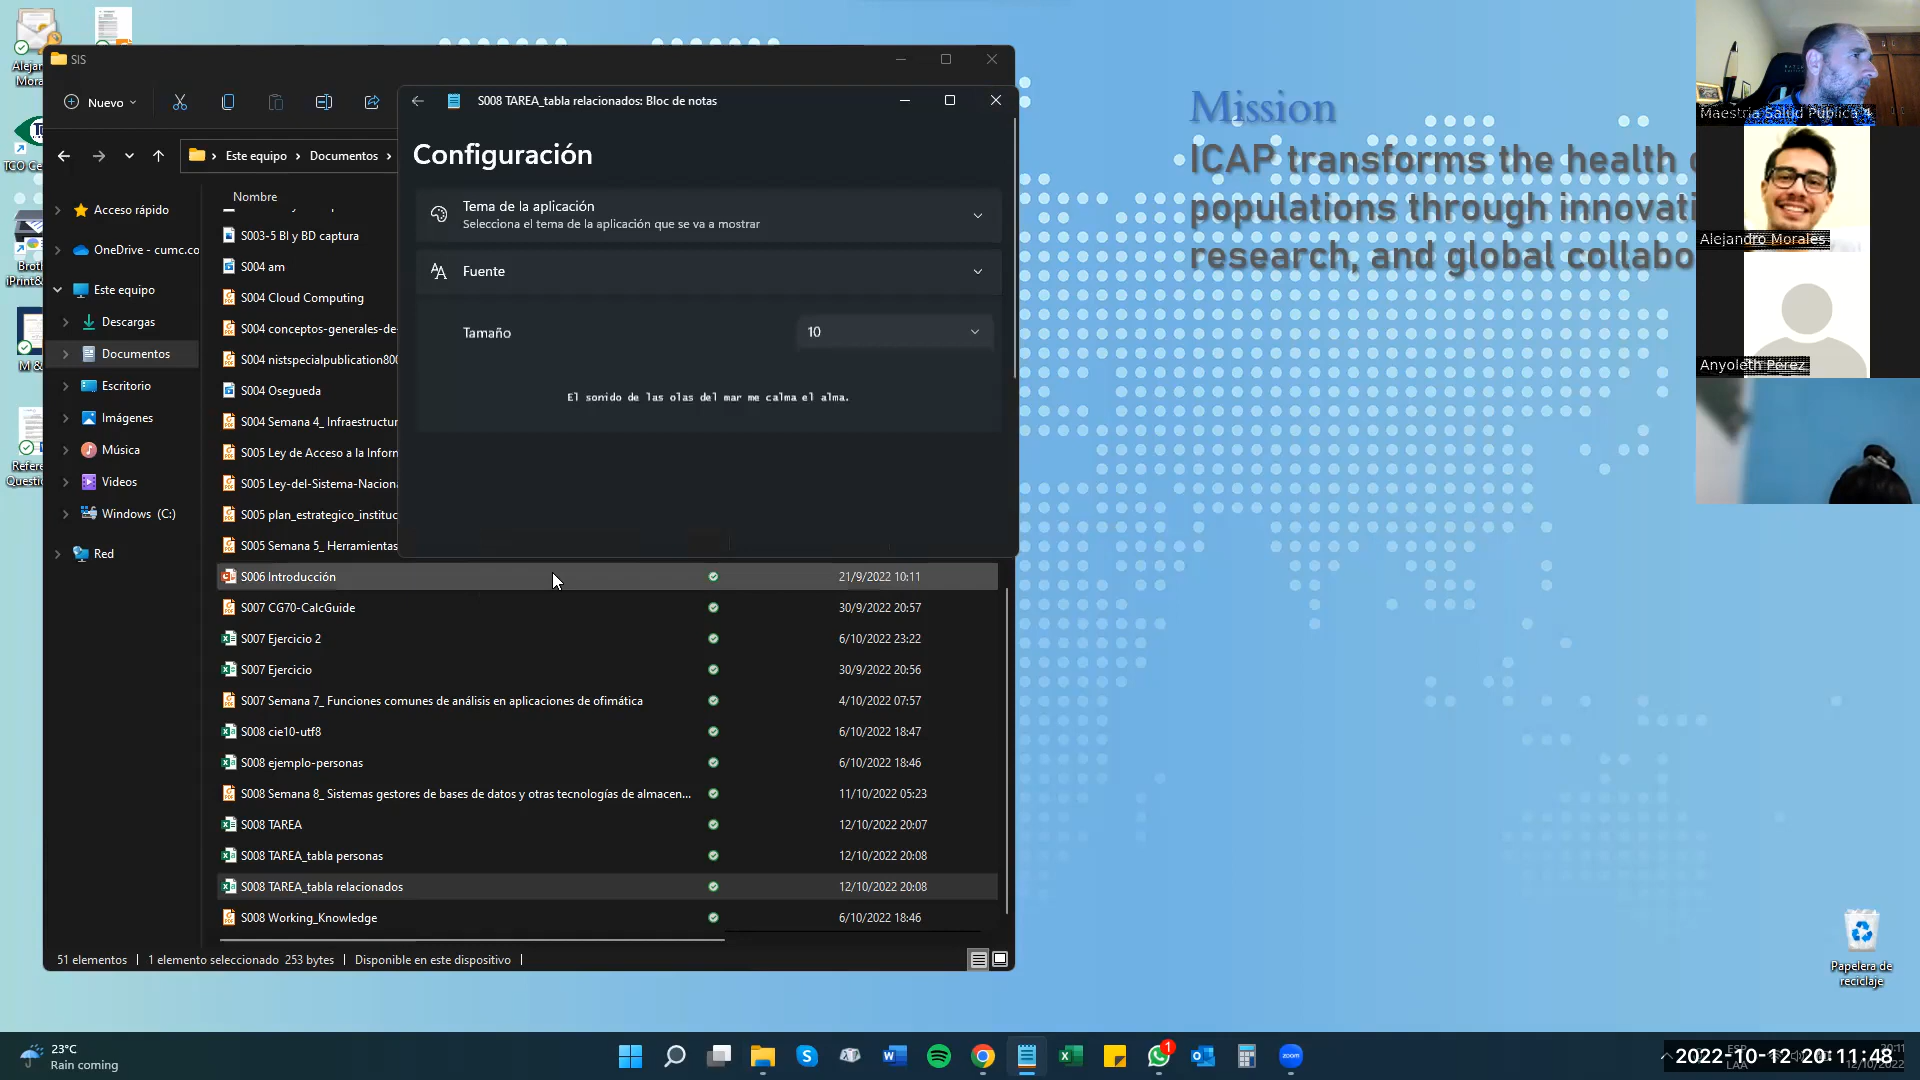 SIS
Nuevo
S008 TAREA_tabla relacionados: Bloc de notas
Este equipo
Documentos
Configuración
Tema de la aplicación
Selecciona el tema de la aplicación que se va a mostrar
Fuente
Tamaño
10
El sonido de las olas del mar me calma el alma.
Acceso rápido
OneDrive - cumc.co
Este equipo
Descargas
Documentos
Escritorio
Imágenes
Música
Videos
Windows (C:)
Red
Nombre
S003-5 BI y BD captura
S004 am
S004 Cloud Computing
S004 conceptos-generales-de-
S004 nistspecialpublication800
S004 Osegueda
S004 Semana 4_ Infraestructur
S005 Ley de Acceso a la Inforn
S005 Ley-del-Sistema-Naciona
S005 plan_estrategico_instituc
S005 Semana 5_ Herramientas
S006 Introducción 21/9/2022 10:11
S007 CG70-CalcGuide 30/9/2022 20:57
S007 Ejercicio 2 6/10/2022 23:22
S007 Ejercicio 30/9/2022 20:56
S007 Semana 7_ Funciones comunes de análisis en aplicaciones de ofimática 4/10/2022 07:57
S008 cie10-utf8 6/10/2022 18:47
S008 ejemplo-personas 6/10/2022 18:46
S008 Semana 8_ Sistemas gestores de bases de datos y otras tecnologías de almacen... 11/10/2022 05:23
S008 TAREA 12/10/2022 20:07
S008 TAREA_tabla personas 12/10/2022 20:08
S008 TAREA_tabla relacionados 12/10/2022 20:08
S008 Working_Knowledge 6/10/2022 18:46
51 elementos
1 elemento seleccionado 253 bytes
Disponible en este dispositivo
Mission
ICAP transforms the health
populations through innovati
research, and global collabo
Maestria Salud Publica 4
Alejandro Morales
Anyoleth Pérez
Papelera de
reciclaje
23°C
Rain coming
1
zoom
2022-10-12 20:11:48